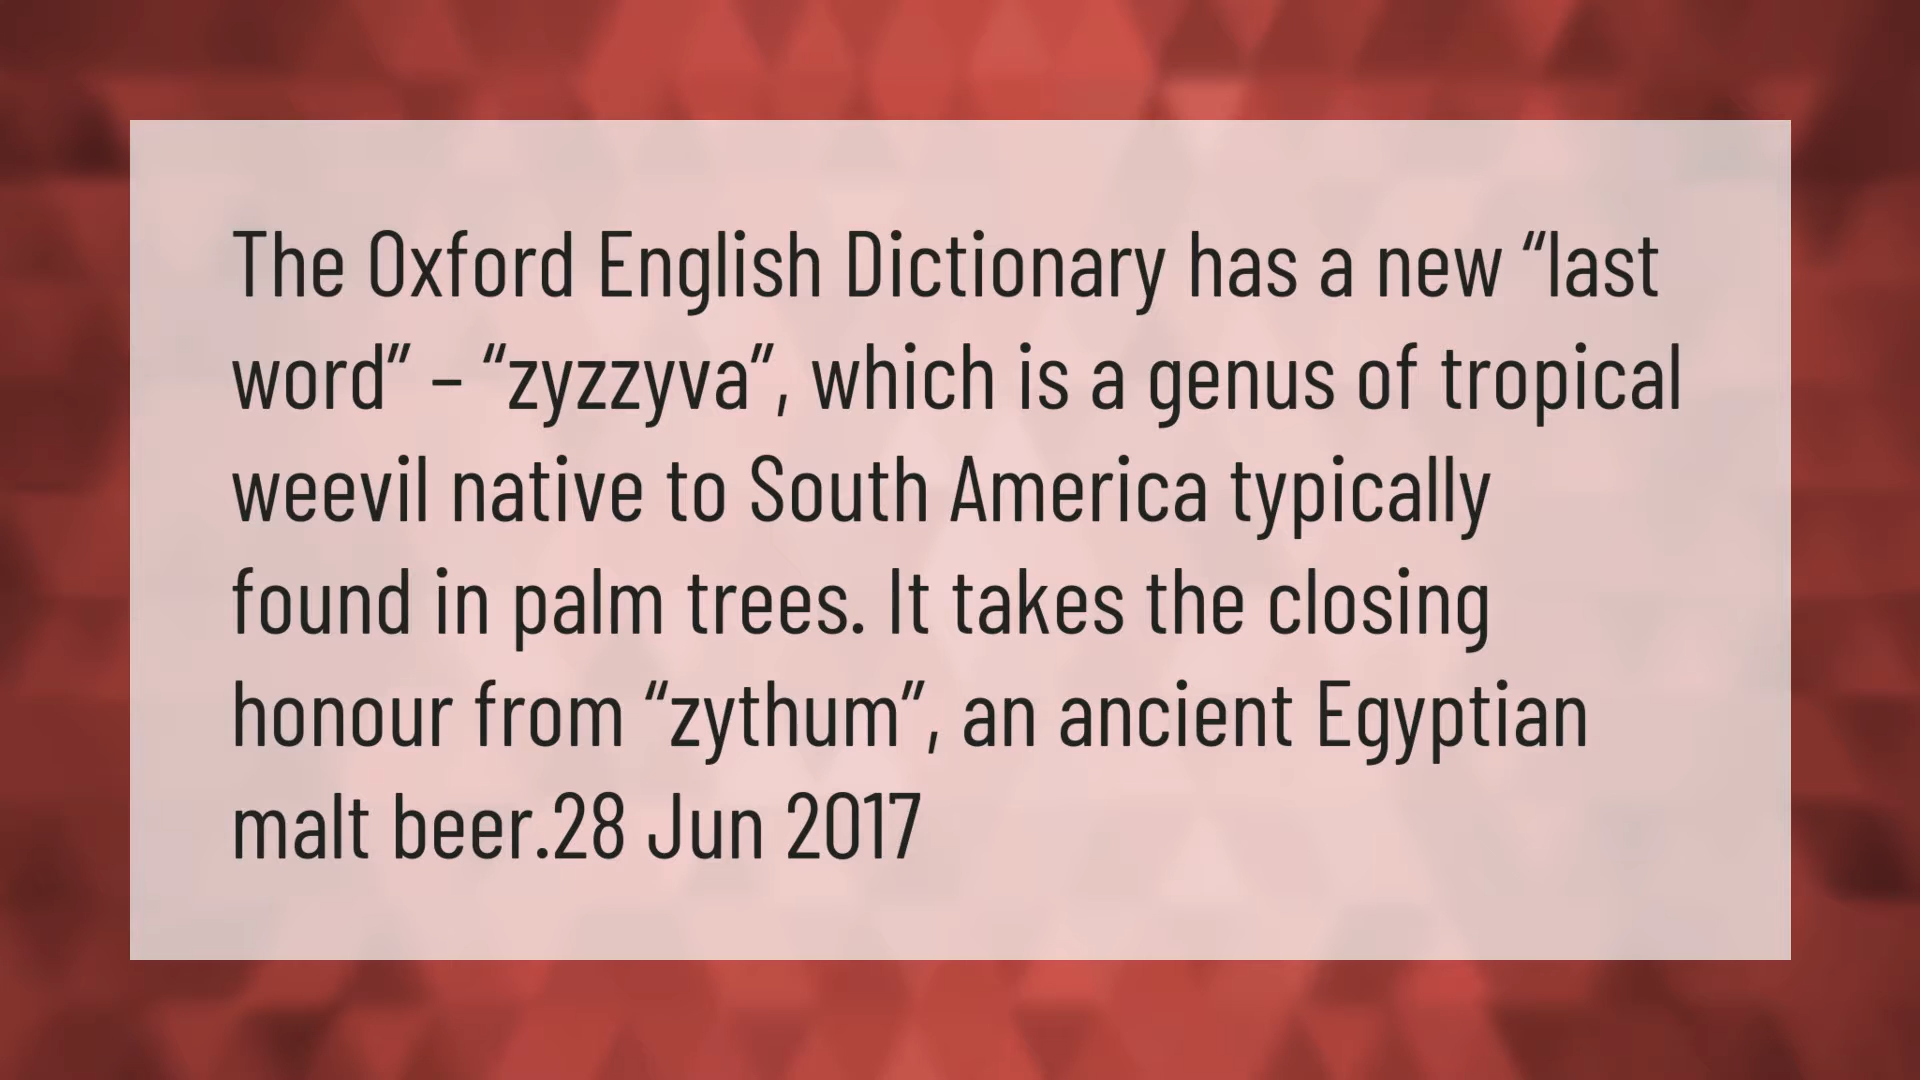 The Oxford English Dictionary has a new “last
word” – “zyzzyva”, which is a genus of tropical
weevil native to South America typically
found in palm trees. It takes the closing
honour from “zythum”, an ancient Egyptian
malt beer.28 Jun 2017